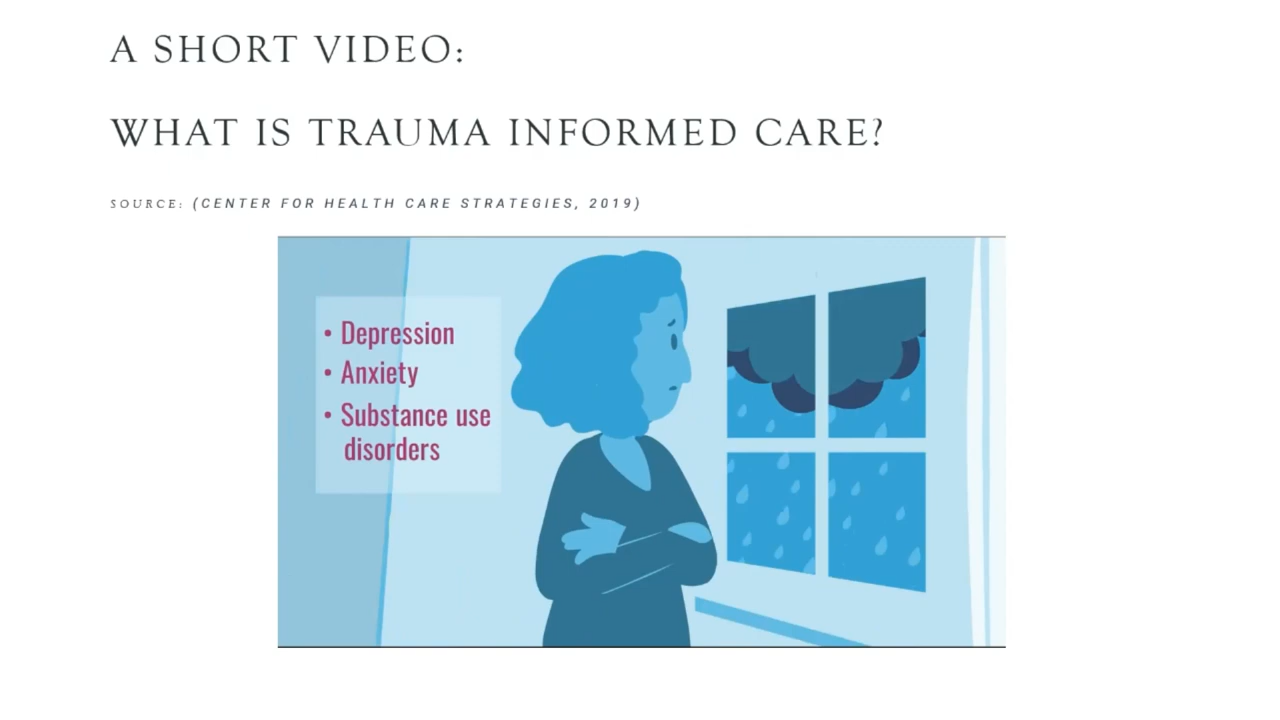 A SHORT VIDEO:
WHAT IS TRAUMA INFORMED CARE?
SOURCE: (CENTER FOR HEALTH CARE STRATEGIES, 2019)
• Depression
• Anxiety
• Substance use
disorders